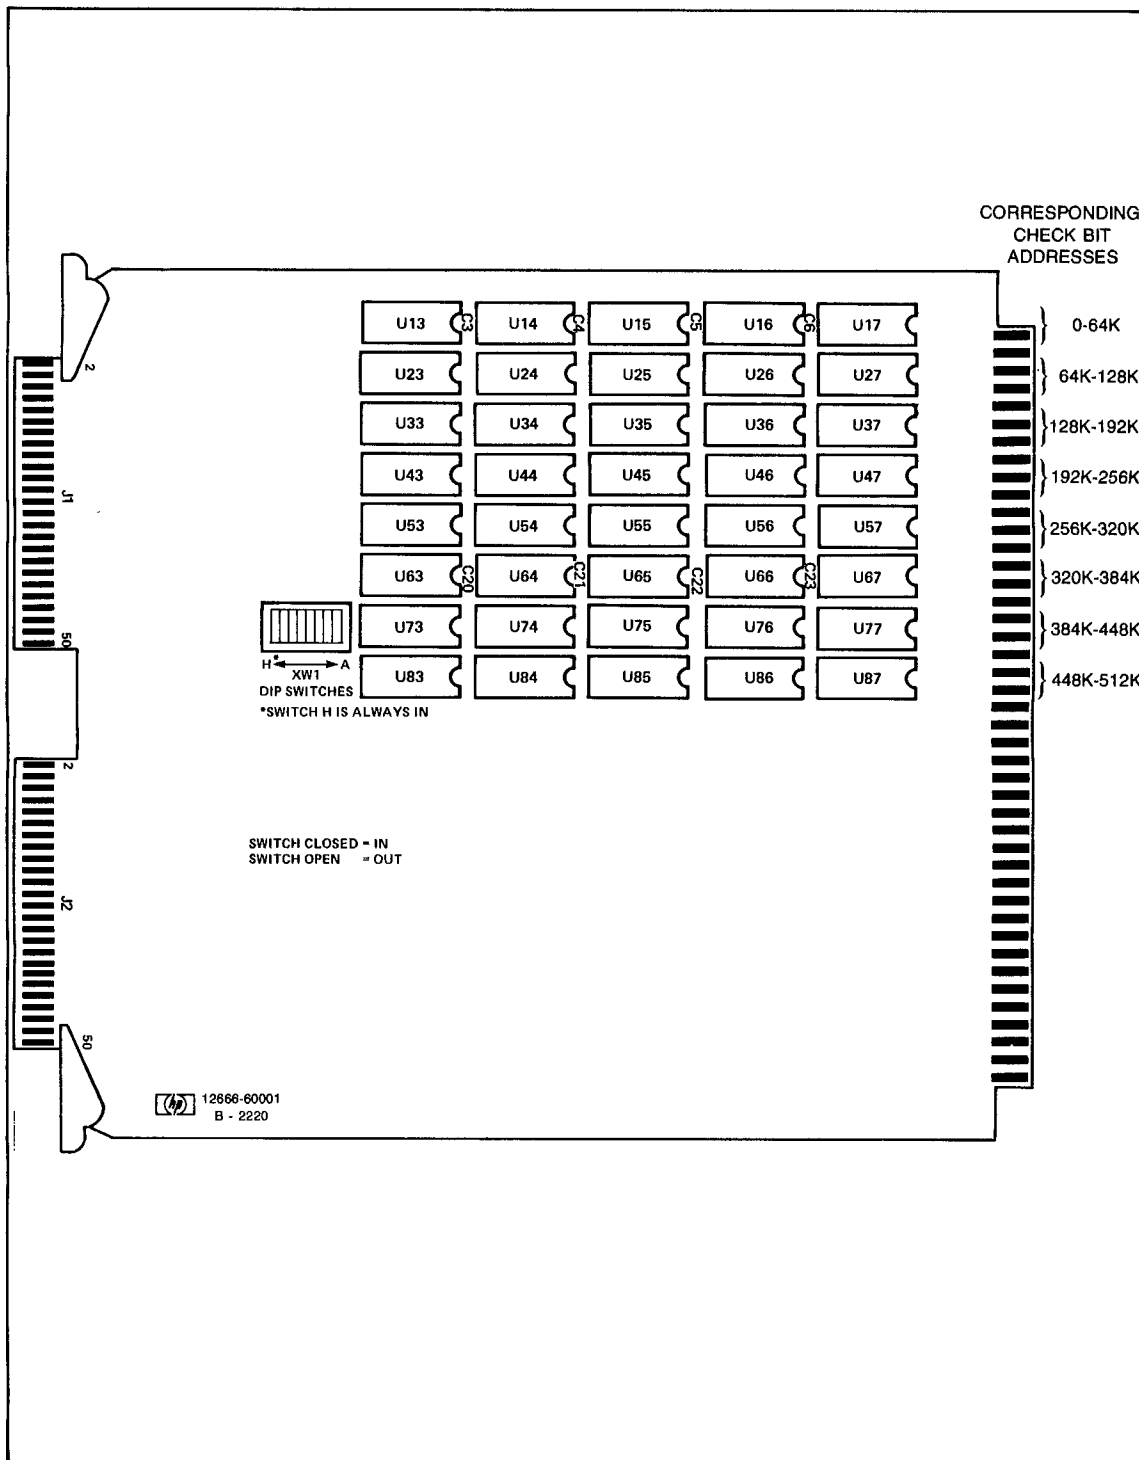 CORRESPONDING
CHECK BIT
ADDRESSES
U13 C3 U14 C4 U15 C5 U16 C6 U17 0-64K
2
U23 U24 U25 U26 U27 64K-128K
U33 U34 U35 U36 U37 128K-192K
U43 U44 U45 U46 U47 192K-256K
J1
U53 U54 U55 U56 U57 256K-320K
U63 C20 U64 C21 U65 C22 U66 C23 U67 320K-384K
50
U73 U74 U75 U76 U77 384K-448K
H* A
XW1
DIP SWITCHES
U83 U84 U85 U86 U87 448K-512K
*SWITCH H IS ALWAYS IN
2
SWITCH CLOSED = IN
SWITCH OPEN = OUT
J2
50
hp 12666-60001
B - 2220